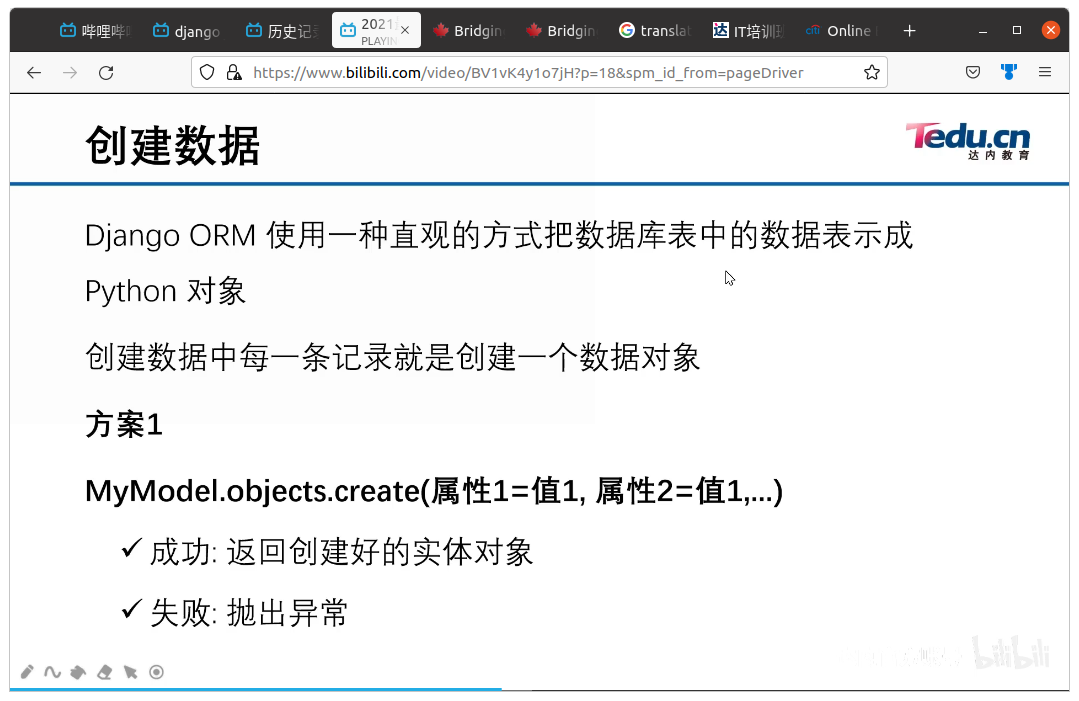 哔哩哔
django
历史记
2021
PLAYIN
Bridgin
Bridgin
translat
IT培训
Online
https://www.bilibili.com/video/BV1vK4y1o7jH?p=18&spm_id_from=pageDriver
创建数据
Tedu.cn
达内教育
Django ORM 使用一种直观的方式把数据库表中的数据表示成
Python 对象
创建数据中每一条记录就是创建一个数据对象
方案1
MyModel.objects.create(属性1=值1, 属性2=值1,...)
✓ 成功: 返回创建好的实体对象
✓ 失败: 抛出异常
bilibili